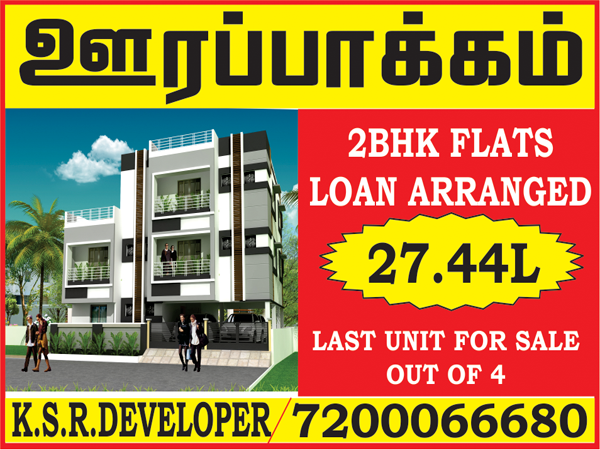 ஊரப்பாக்கம்
2BHK FLATS
LOAN ARRANGED
27.44L
LAST UNIT FOR SALE
OUT OF 4
K.S.R.DEVELOPER/7200066680